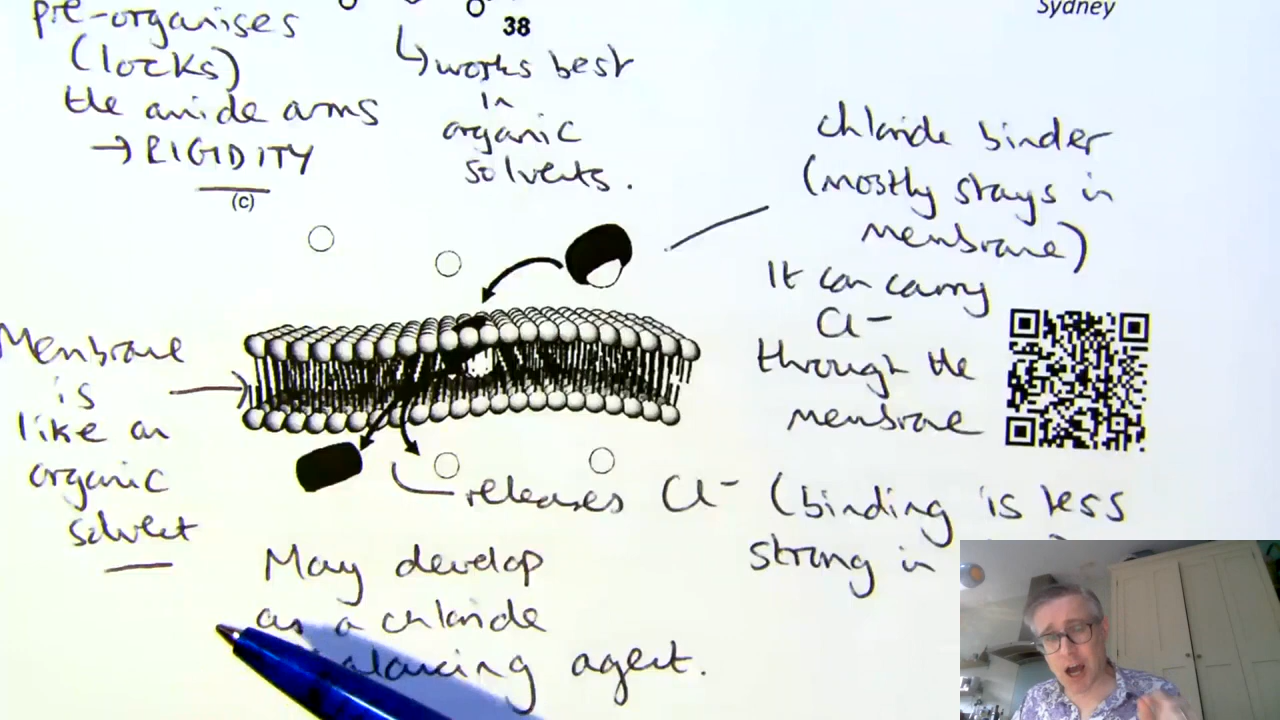 pre-organises
(locks)
the amide arms
→ RIGIDITY
(c)
38
↳ works best
in
organic
solvents.
Sydney
chloride binder
(mostly stays in
membrane)
It can carry
Cl⁻
through the
membrane
Membrane
is
like an
organic
solvent
releases Cl⁻ (binding is less
strong in
May develop
as a chloride
agent.